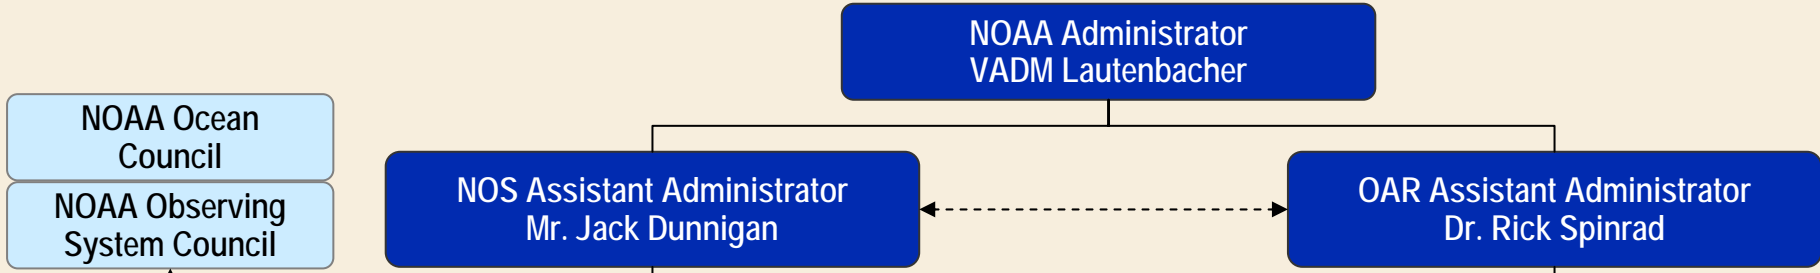 NOAA Administrator
VADM Lautenbacher
NOAA Ocean
Council
NOAA Observing
System Council
NOS Assistant Administrator
Mr. Jack Dunnigan
OAR Assistant Administrator
Dr. Rick Spinrad